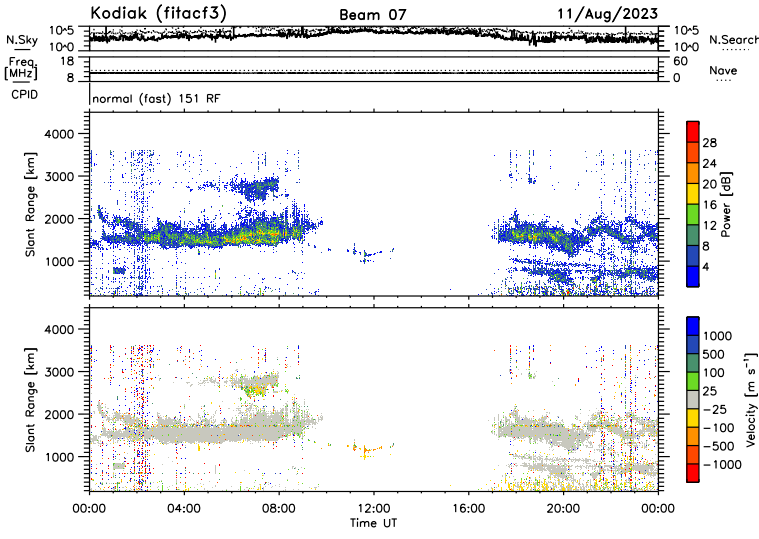 Kodiak (fitacf3) Beam 07 11/Aug/2023
N.Sky 10^5 10^0 10^5 10^0 N.Search
Freq. [MHz] 18 8 60 0 Nave
CPID normal (fast) 151 RF
Slant Range [km] 4000 3000 2000 1000
Power [dB] 28 24 20 16 12 8 4
Slant Range [km] 4000 3000 2000 1000
Velocity [m s⁻¹] 1000 500 100 25 −25 −100 −500 −1000
00:00 04:00 08:00 12:00 16:00 20:00 00:00
Time UT